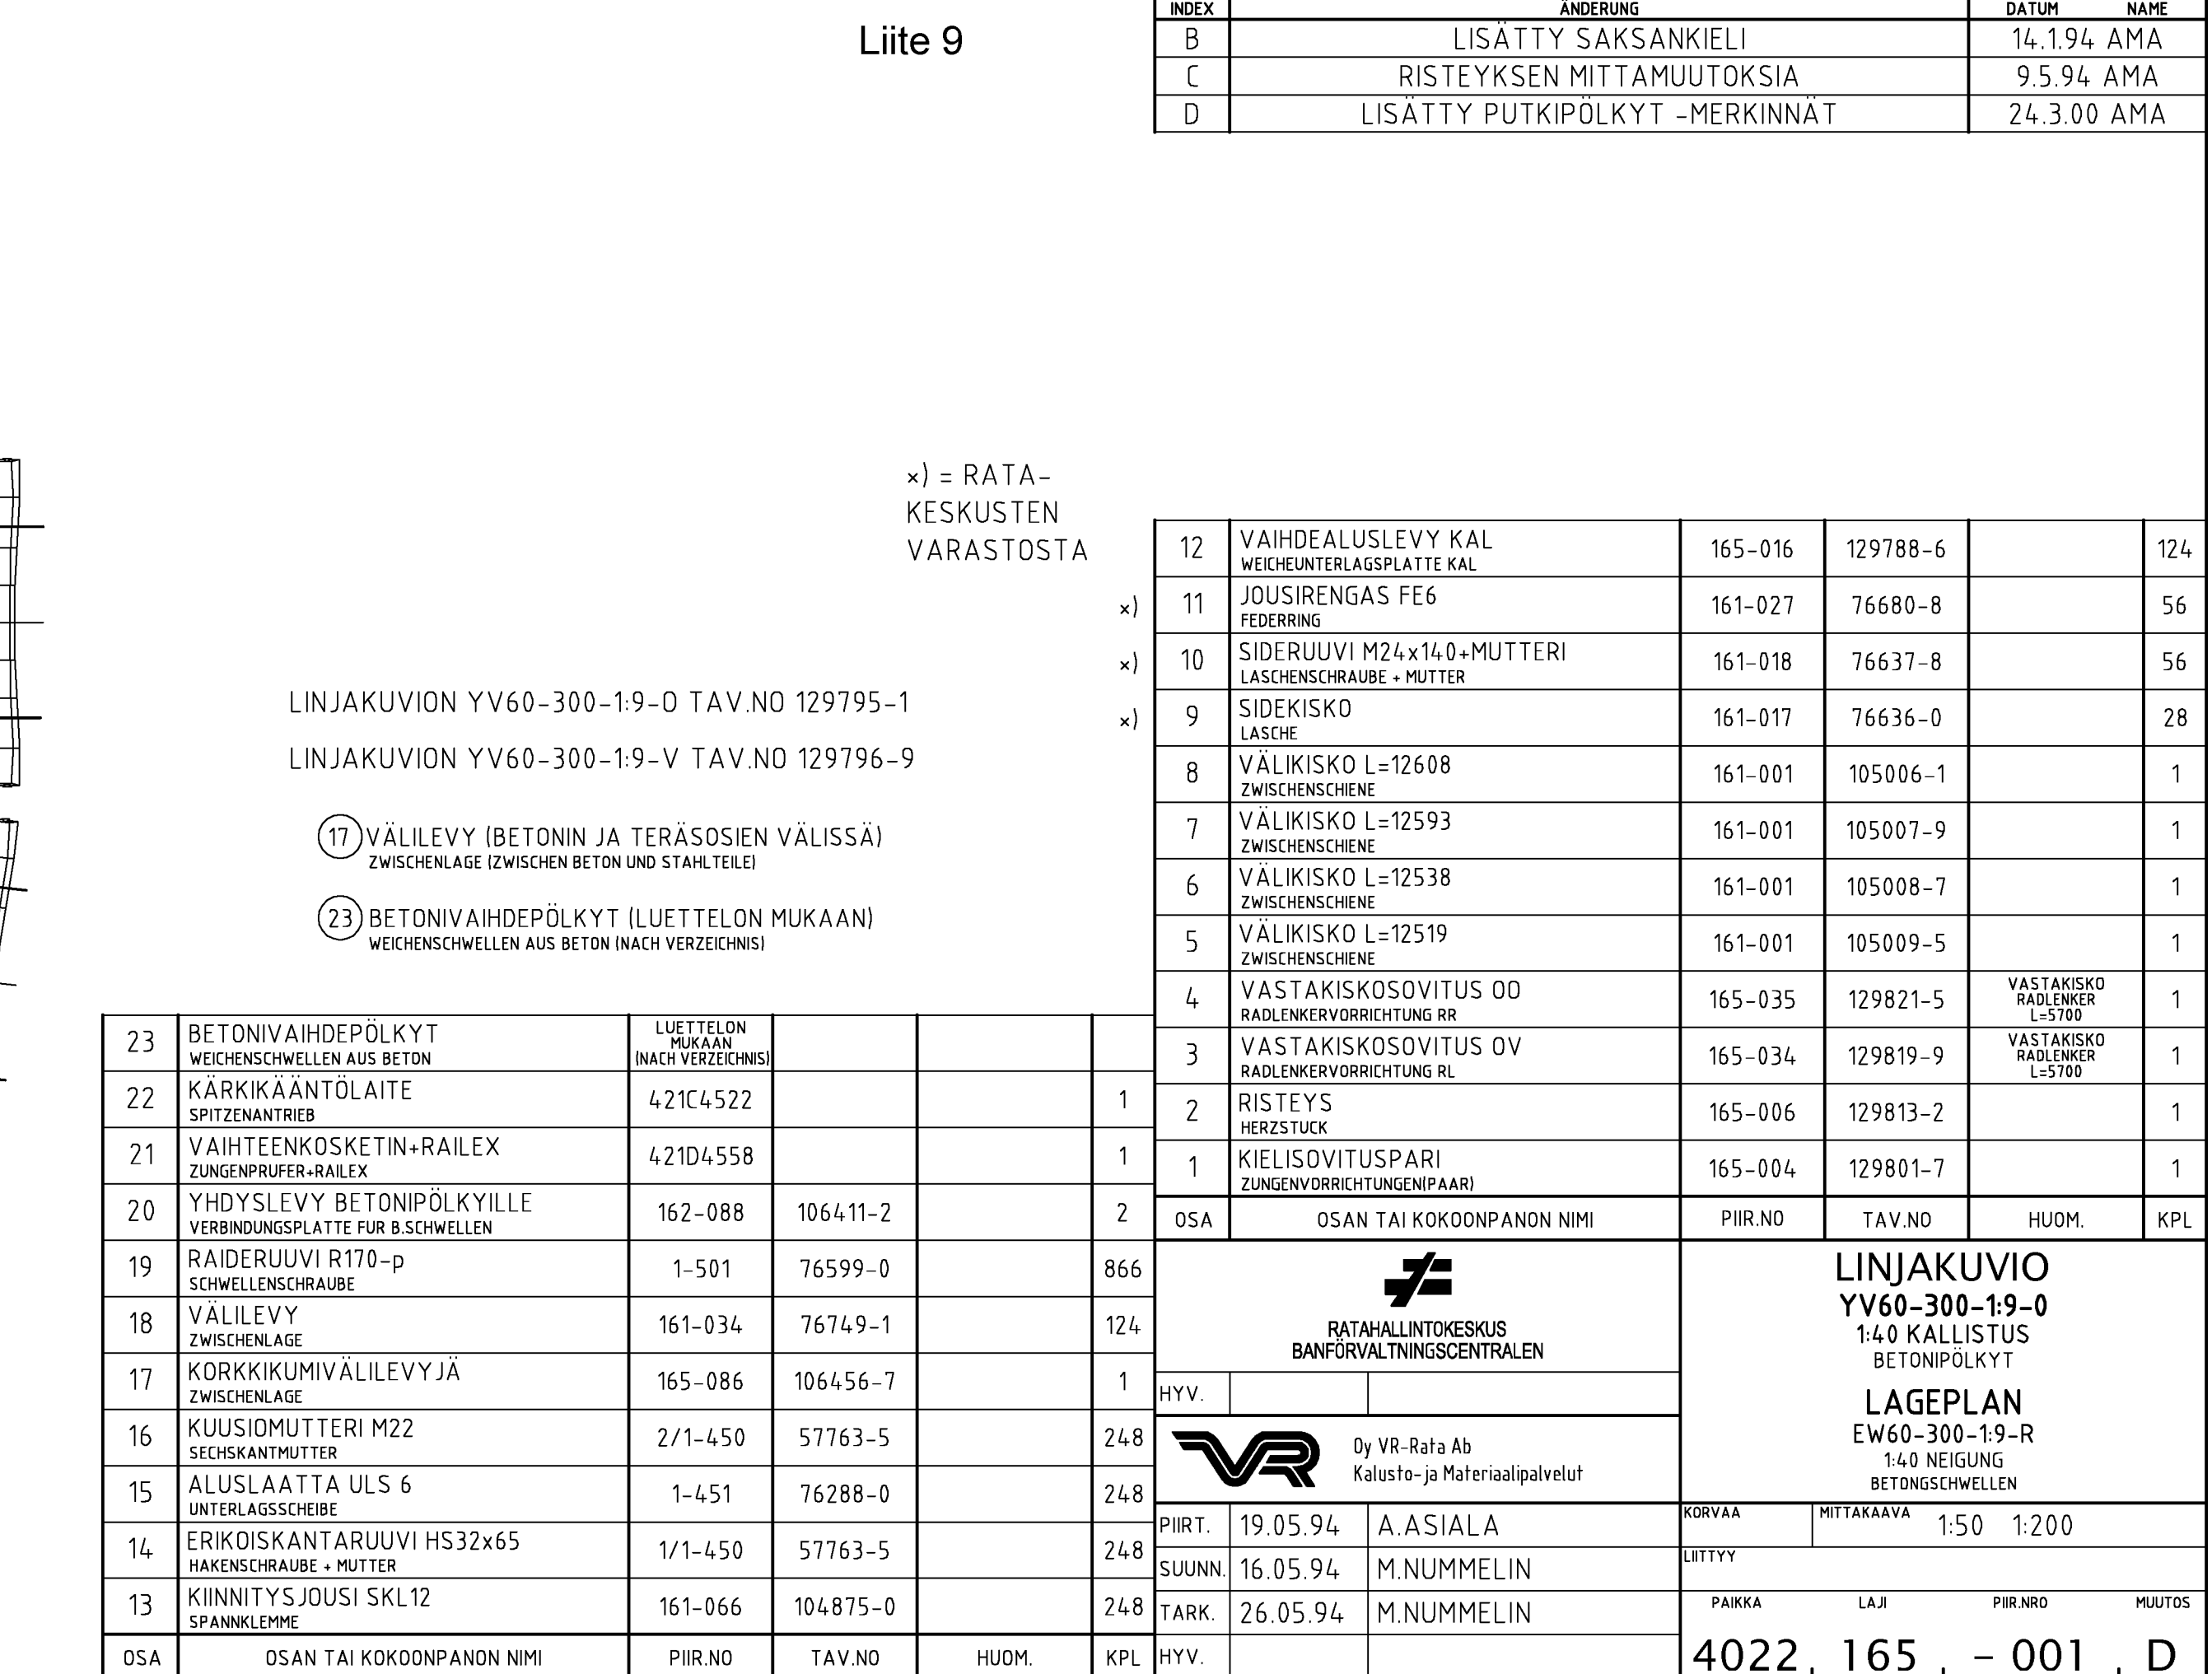 Liite 9
INDEX ÄNDERUNG DATUM NAME
B LISÄTTY SAKSANKIELI 14.1.94 AMA
C RISTEYKSEN MITTAMUUTOKSIA 9.5.94 AMA
D LISÄTTY PUTKIPÖLKYT -MERKINNÄT 24.3.00 AMA
×) = RATA-
KESKUSTEN
VARASTOSTA
LINJAKUVION YV60-300-1:9-O TAV.NO 129795-1
LINJAKUVION YV60-300-1:9-V TAV.NO 129796-9
17 VÄLILEVY (BETONIN JA TERÄSOSIEN VÄLISSÄ)
ZWISCHENLAGE (ZWISCHEN BETON UND STAHLTEILE)
23 BETONIVAIHDEPÖLKYT (LUETTELON MUKAAN)
WEICHENSCHWELLEN AUS BETON (NACH VERZEICHNIS)
12 VAIHDEALUSLEVY KAL 165-016 129788-6 124
WEICHEUNTERLAGSPLATTE KAL
×) 11 JOUSIRENGAS FE6 161-027 76680-8 56
FEDERRING
×) 10 SIDERUUVI M24x140+MUTTERI 161-018 76637-8 56
LASCHENSCHRAUBE + MUTTER
×) 9 SIDEKISKO 161-017 76636-0 28
LASCHE
8 VÄLIKISKO L=12608 161-001 105006-1 1
ZWISCHENSCHIENE
7 VÄLIKISKO L=12593 161-001 105007-9 1
ZWISCHENSCHIENE
6 VÄLIKISKO L=12538 161-001 105008-7 1
ZWISCHENSCHIENE
5 VÄLIKISKO L=12519 161-001 105009-5 1
ZWISCHENSCHIENE
4 VASTAKISKOSOVITUS OO 165-035 129821-5 VASTAKISKO 1
RADLENKERVORRICHTUNG RR RADLENKER
L=5700
3 VASTAKISKOSOVITUS OV 165-034 129819-9 VASTAKISKO 1
RADLENKERVORRICHTUNG RL RADLENKER
L=5700
2 RISTEYS 165-006 129813-2 1
HERZSTUCK
1 KIELISOVITUSPARI 165-004 129801-7 1
ZUNGENVORRICHTUNGEN(PAAR)
OSA OSAN TAI KOKOONPANON NIMI PIIR.NO TAV.NO HUOM. KPL
23 BETONIVAIHDEPÖLKYT LUETTELON
MUKAAN
WEICHENSCHWELLEN AUS BETON (NACH VERZEICHNIS)
22 KÄRKIKÄÄNTÖLAITE 421C4522 1
SPITZENANTRIEB
21 VAIHTEENKOSKETIN+RAILEX 421D4558 1
ZUNGENPRUFER+RAILEX
20 YHDYSLEVY BETONIPÖLKYILLE 162-088 106411-2 2
VERBINDUNGSPLATTE FUR B.SCHWELLEN
19 RAIDERUUVI R170-p 1-501 76599-0 866
SCHWELLENSCHRAUBE
18 VÄLILEVY 161-034 76749-1 124
ZWISCHENLAGE
17 KORKKIKUMIVÄLILEVYJÄ 165-086 106456-7 1
ZWISCHENLAGE
16 KUUSIOMUTTERI M22 2/1-450 57763-5 248
SECHSKANTMUTTER
15 ALUSLAATTA ULS 6 1-451 76288-0 248
UNTERLAGSSCHEIBE
14 ERIKOISKANTARUUVI HS32x65 1/1-450 57763-5 248
HAKENSCHRAUBE + MUTTER
13 KIINNITYSJOUSI SKL12 161-066 104875-0 248
SPANNKLEMME
OSA OSAN TAI KOKOONPANON NIMI PIIR.NO TAV.NO HUOM. KPL
RATAHALLINTOKESKUS
BANFÖRVALTNINGSCENTRALEN
HYV.
VR Oy VR-Rata Ab
Kalusto-ja Materiaalipalvelut
PIIRT. 19.05.94 A.ASIALA
SUUNN. 16.05.94 M.NUMMELIN
TARK. 26.05.94 M.NUMMELIN
HYV.
LINJAKUVIO
YV60-300-1:9-O
1:40 KALLISTUS
BETONIPÖLKYT
LAGEPLAN
EW60-300-1:9-R
1:40 NEIGUNG
BETONGSCHWELLEN
KORVAA MITTAKAAVA 1:50 1:200
LIITTYY
PAIKKA LAJI PIIR.NRO MUUTOS
4022 , 165 , - 001 , D